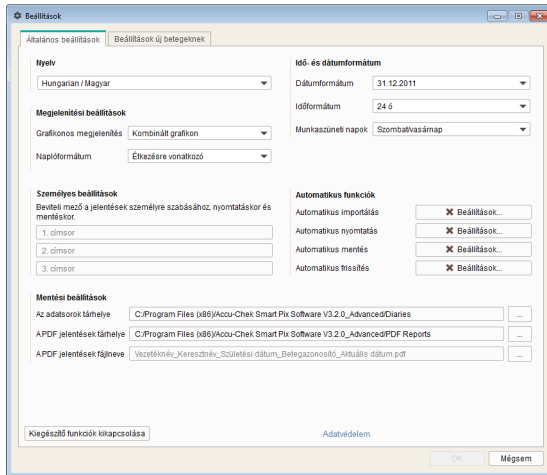 Beállítások
Általános beállítások
Beállítások új betegeknek
Nyelv
Hungarian / Magyar
Idő- és dátumformátum
Dátumformátum
31.12.2011
Időformátum
24 ó
Munkaszüneti napok
Szombat/vasárnap
Megjelenítési beállítások
Grafikonos megjelenítés
Kombinált grafikon
Naplóformátum
Étkezésre vonatkozó
Személyes beállítások
Beviteli mező a jelentések személyre szabásához, nyomtatáskor és
mentéskor.
1. címsor
2. címsor
3. címsor
Automatikus funkciók
Automatikus importálás
Beállítások...
Automatikus nyomtatás
Beállítások...
Automatikus mentés
Beállítások...
Automatikus frissítés
Beállítások...
Mentési beállítások
Az adatsorok tárhelye
C:/Program Files (x86)/Accu-Chek Smart Pix Software V3.2.0_Advanced/Diaries
...
A PDF jelentések tárhelye
C:/Program Files (x86)/Accu-Chek Smart Pix Software V3.2.0_Advanced/PDF Reports
...
A PDF jelentések fájlneve
Vezetéknév_Keresztnév_Születési dátum_Betegazonosító_Aktuális dátum.pdf
...
Kiegészítő funkciók kikapcsolása
Adatvédelem
OK
Mégsem